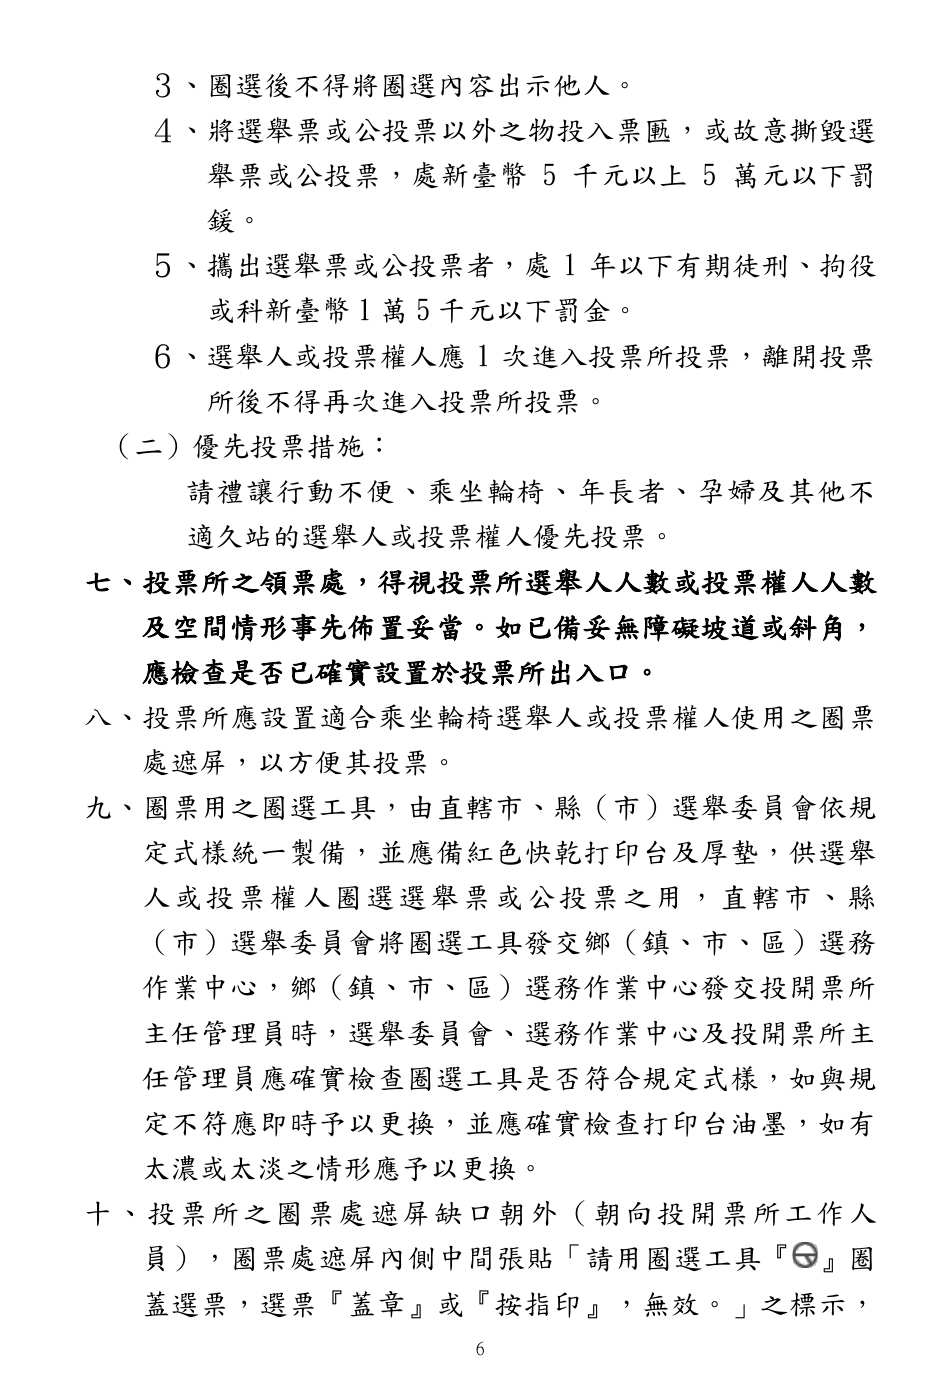 3、圈選後不得將圈選內容出示他人。
4、將選舉票或公投票以外之物投入票匭，或故意撕毀選
舉票或公投票，處新臺幣 5 千元以上 5 萬元以下罰
鍰。
5、攜出選舉票或公投票者，處 1 年以下有期徒刑、拘役
或科新臺幣 1 萬 5 千元以下罰金。
6、選舉人或投票權人應 1 次進入投票所投票，離開投票
所後不得再次進入投票所投票。
（二）優先投票措施：
請禮讓行動不便、乘坐輪椅、年長者、孕婦及其他不
適久站的選舉人或投票權人優先投票。
七、投票所之領票處，得視投票所選舉人人數或投票權人人數
及空間情形事先佈置妥當。如已備妥無障礙坡道或斜角，
應檢查是否已確實設置於投票所出入口。
八、投票所應設置適合乘坐輪椅選舉人或投票權人使用之圈票
處遮屏，以方便其投票。
九、圈票用之圈選工具，由直轄市、縣（市）選舉委員會依規
定式樣統一製備，並應備紅色快乾打印台及厚墊，供選舉
人或投票權人圈選選舉票或公投票之用，直轄市、縣
（市）選舉委員會將圈選工具發交鄉（鎮、市、區）選務
作業中心，鄉（鎮、市、區）選務作業中心發交投開票所
主任管理員時，選舉委員會、選務作業中心及投開票所主
任管理員應確實檢查圈選工具是否符合規定式樣，如與規
定不符應即時予以更換，並應確實檢查打印台油墨，如有
太濃或太淡之情形應予以更換。
十、投票所之圈票處遮屏缺口朝外（朝向投開票所工作人
員），圈票處遮屏內側中間張貼「請用圈選工具『』圈
蓋選票，選票『蓋章』或『按指印』，無效。」之標示，
6